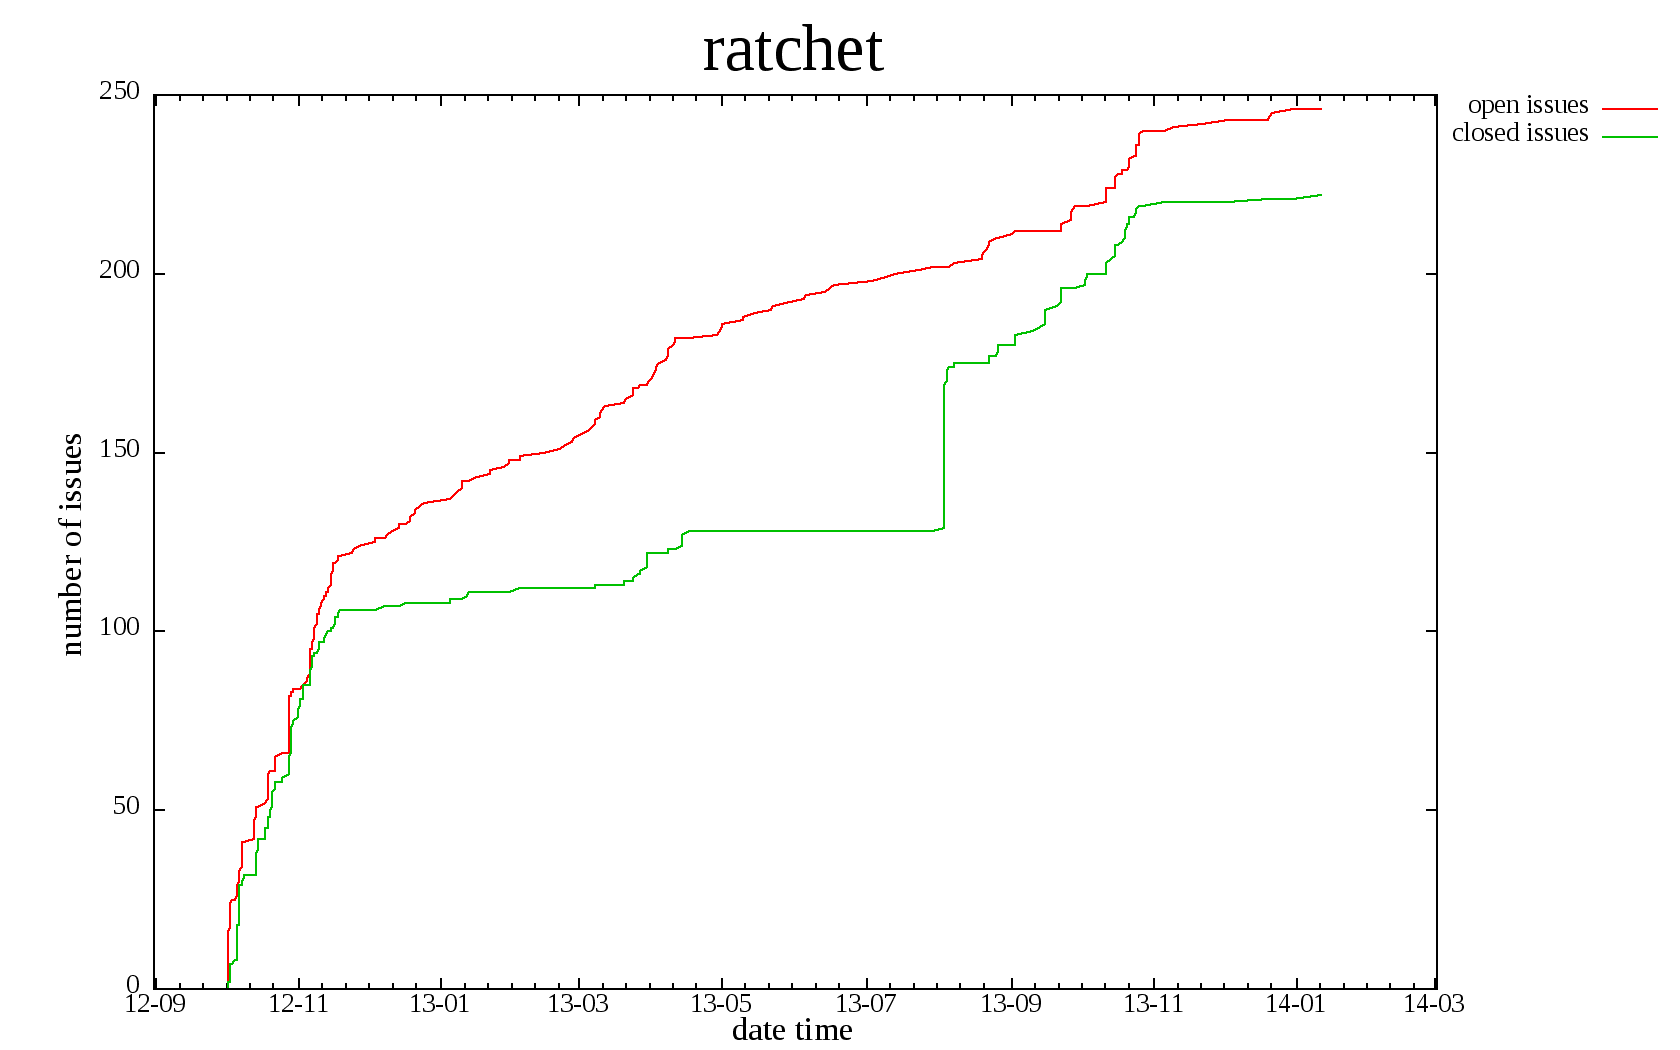 ratchet
open issues
closed issues
250
200
150
100
50
0
number of issues
12-09 12-11 13-01 13-03 13-05 13-07 13-09 13-11 14-01 14-03
date time